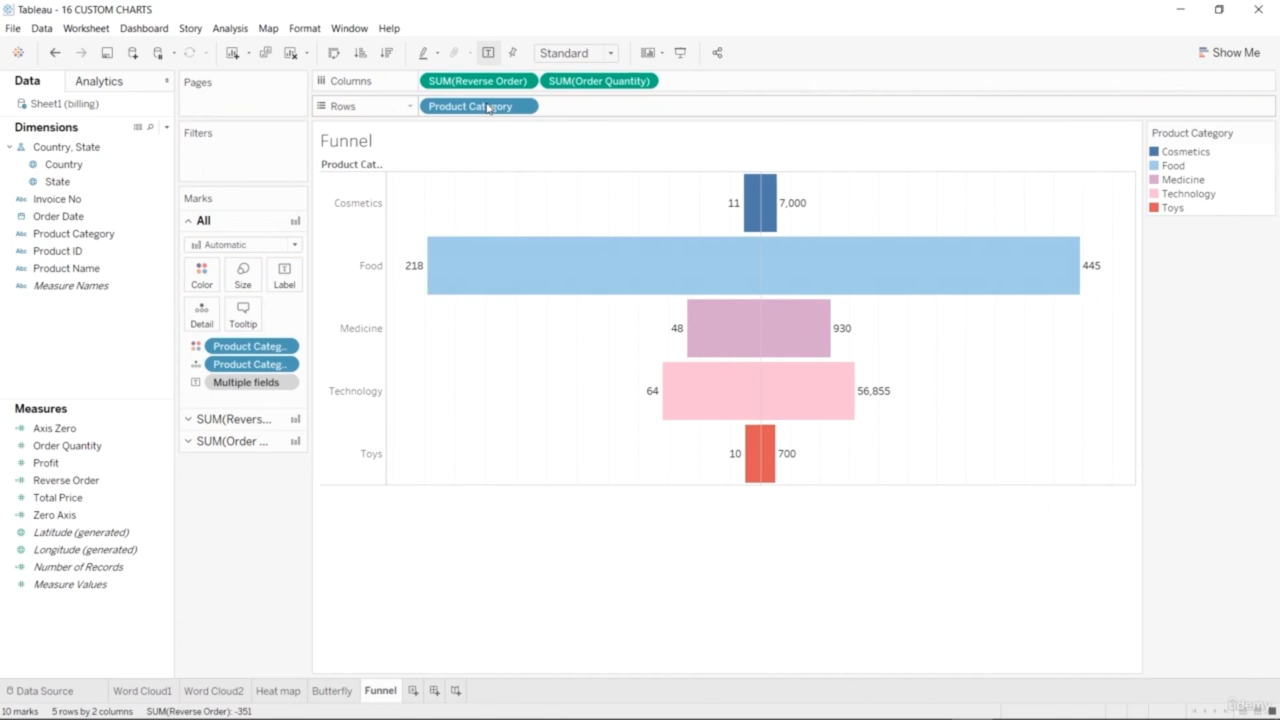 Tableau - 16 CUSTOM CHARTS
File Data Worksheet Dashboard Story Analysis Map Format Window Help
Standard
Show Me
Data Analytics
Sheet1 (billing)
Dimensions
Country, State
Country
State
Invoice No
Order Date
Product Category
Product ID
Product Name
Measure Names
Measures
Axis Zero
Order Quantity
Profit
Reverse Order
Total Price
Zero Axis
Latitude (generated)
Longitude (generated)
Number of Records
Measure Values
Pages
Filters
Marks
All
Automatic
Color Size Label
Detail Tooltip
Product Categ..
Product Categ..
Multiple fields
SUM(Revers...
SUM(Order ...
Columns SUM(Reverse Order) SUM(Order Quantity)
Rows Product Category
Funnel
Product Cat..
Cosmetics 11 7,000
Food 218 445
Medicine 48 930
Technology 64 56,855
Toys 10 700
Product Category
Cosmetics
Food
Medicine
Technology
Toys
Data Source Word Cloud1 Word Cloud2 Heat map Butterfly Funnel
10 marks 5 rows by 2 columns SUM(Reverse Order): -351